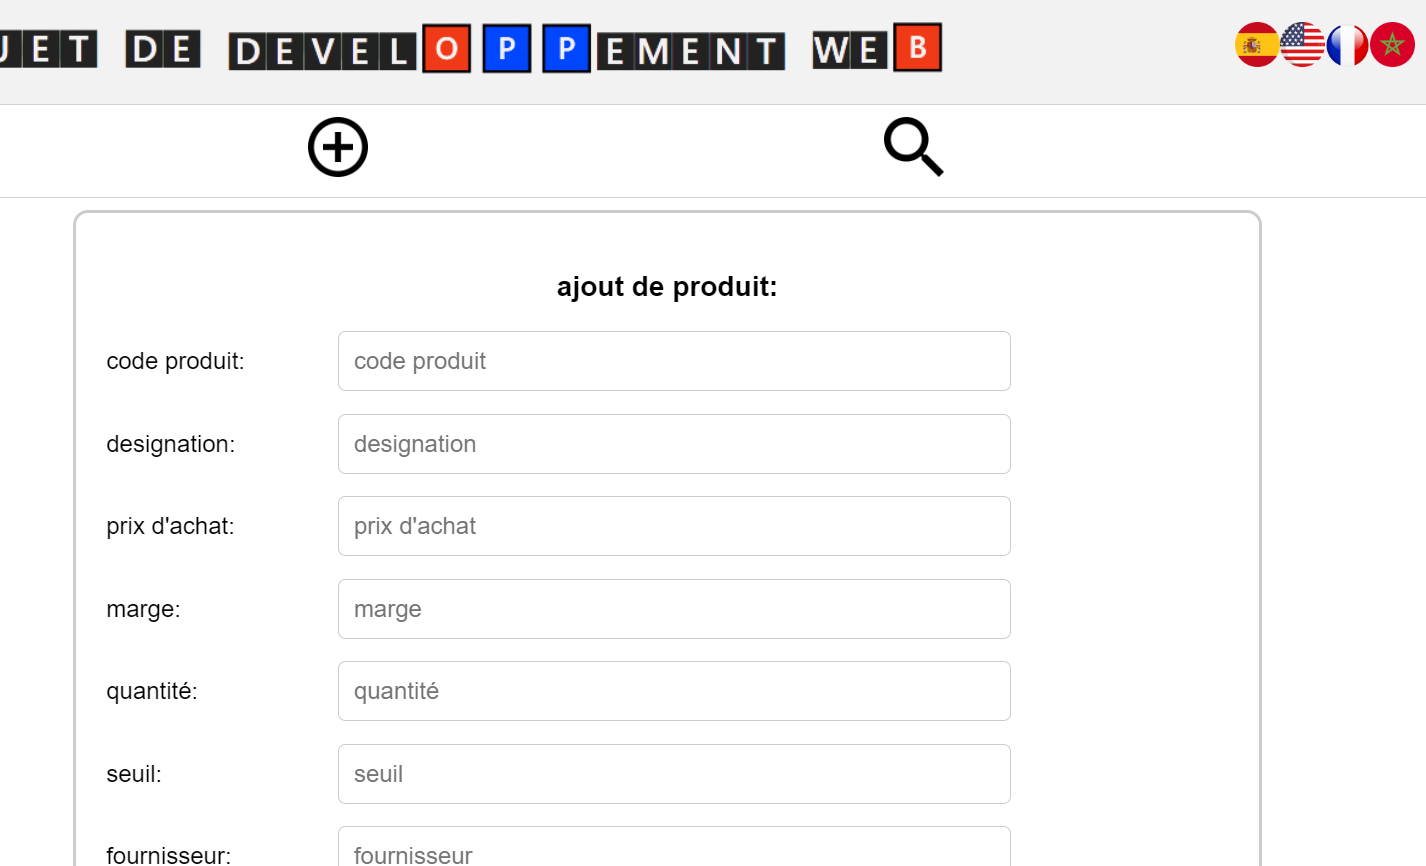 JET DE DEVELOPPEMENT WEB
ajout de produit:
code produit:
code produit
designation:
designation
prix d'achat:
prix d'achat
marge:
marge
quantité:
quantité
seuil:
seuil
fournisseur:
fournisseur